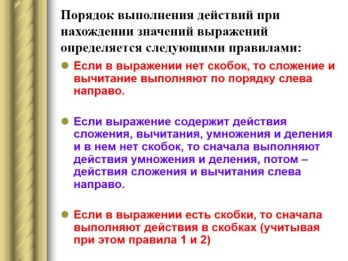 Порядок выполнения действий при
нахождении значений выражений
определяется следующими правилами:
Если в выражении нет скобок, то сложение и
вычитание выполняют по порядку слева
направо.
Если выражение содержит действия
сложения, вычитания, умножения и деления
и в нем нет скобок, то сначала выполняют
действия умножения и деления, потом –
действия сложения и вычитания слева
направо.
Если в выражении есть скобки, то сначала
выполняют действия в скобках (учитывая
при этом правила 1 и 2)